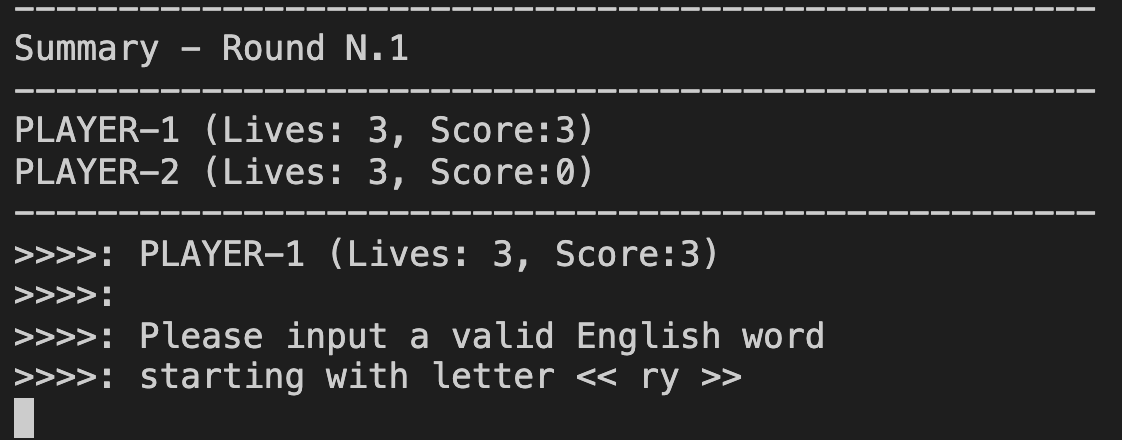 ----------------------------------------------------
Summary - Round N.1
----------------------------------------------------
PLAYER-1 (Lives: 3, Score:3)
PLAYER-2 (Lives: 3, Score:0)
----------------------------------------------------
>>>>: PLAYER-1 (Lives: 3, Score:3)
>>>>:
>>>>: Please input a valid English word
>>>>: starting with letter << ry >>